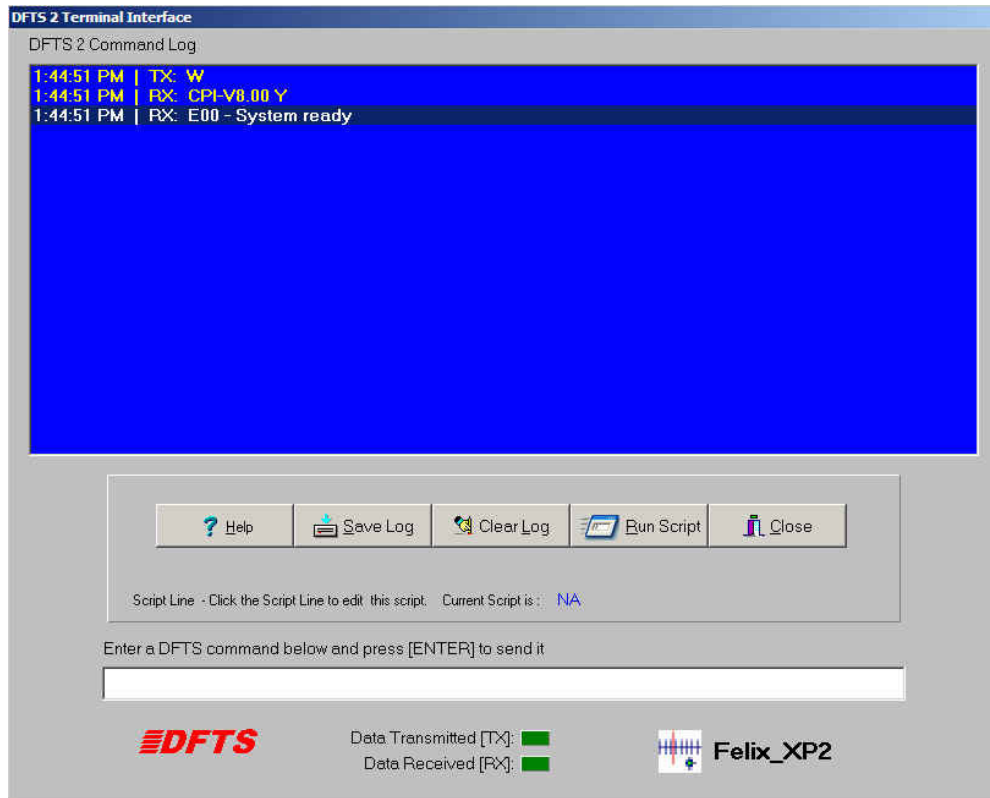 DFTS 2 Terminal Interface
DFTS 2 Command Log
1:44:51 PM | TX: W
1:44:51 PM | RX: CPI-V8.00 Y
1:44:51 PM | RX: E00 - System ready
? Help
Save Log
Clear Log
Run Script
Close
Script Line - Click the Script Line to edit this script. Current Script is : NA
Enter a DFTS command below and press [ENTER] to send it
DFTS
Data Transmitted [TX]:
Data Received [RX]:
Felix_XP2